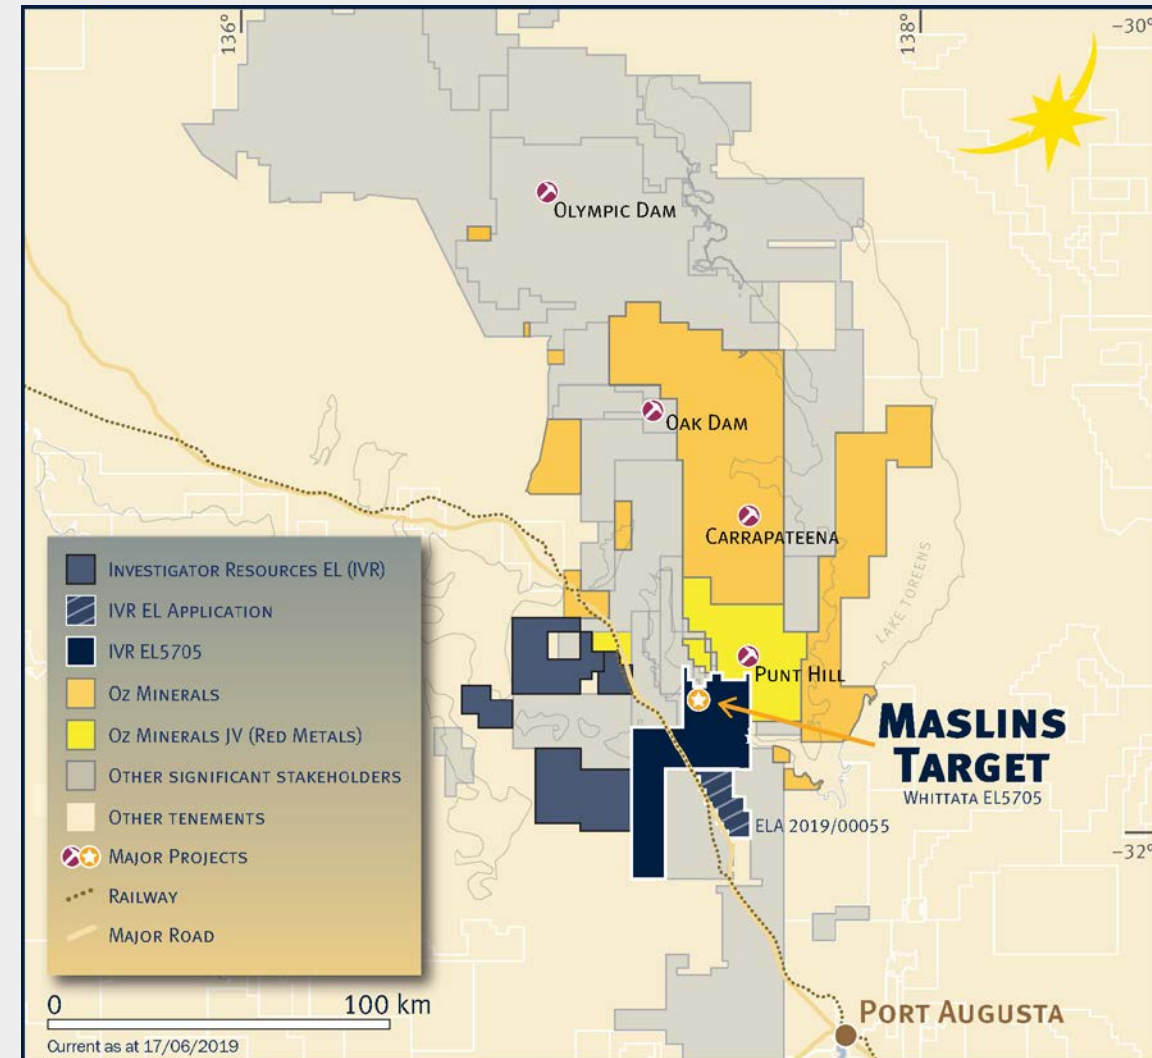 136°
138°
–30°
OLYMPIC DAM
OAK DAM
CARRAPATEENA
LAKE TOREENS
PUNT HILL
MASLINS
TARGET
WHITTATA EL5705
ELA 2019/00055
–32°
INVESTIGATOR RESOURCES EL (IVR)
IVR EL APPLICATION
IVR EL5705
OZ MINERALS
OZ MINERALS JV (RED METALS)
OTHER SIGNIFICANT STAKEHOLDERS
OTHER TENEMENTS
MAJOR PROJECTS
RAILWAY
MAJOR ROAD
0 100 km
Current as at 17/06/2019
PORT AUGUSTA